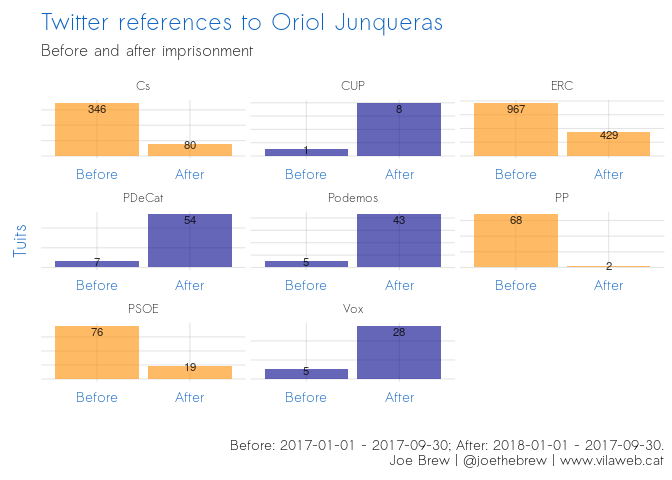 Twitter references to Oriol Junqueras
Before and after imprisonment
Cs
CUP
ERC
346
80
1
8
967
429
Before
After
Before
After
Before
After
PDeCat
Podemos
PP
7
54
5
43
68
2
Before
After
Before
After
Before
After
PSOE
Vox
76
19
5
28
Before
After
Before
After
Tuits
Before: 2017-01-01 - 2017-09-30; After: 2018-01-01 - 2017-09-30.
Joe Brew | @joethebrew | www.vilaweb.cat